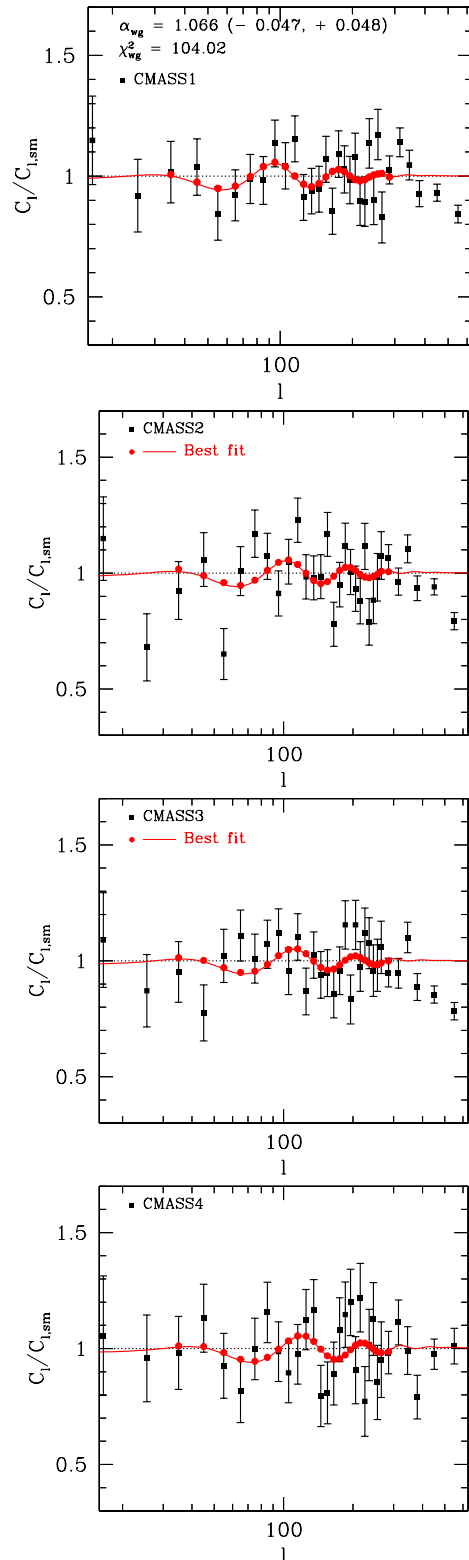 α_wg = 1.066 (− 0.047, + 0.048)
χ²_wg = 104.02
CMASS1
1.5
1
0.5
C_l/C_l,sm
100
l
CMASS2
Best fit
1.5
1
0.5
C_l/C_l,sm
100
l
CMASS3
Best fit
1.5
1
0.5
C_l/C_l,sm
100
l
CMASS4
1.5
1
0.5
C_l/C_l,sm
100
l